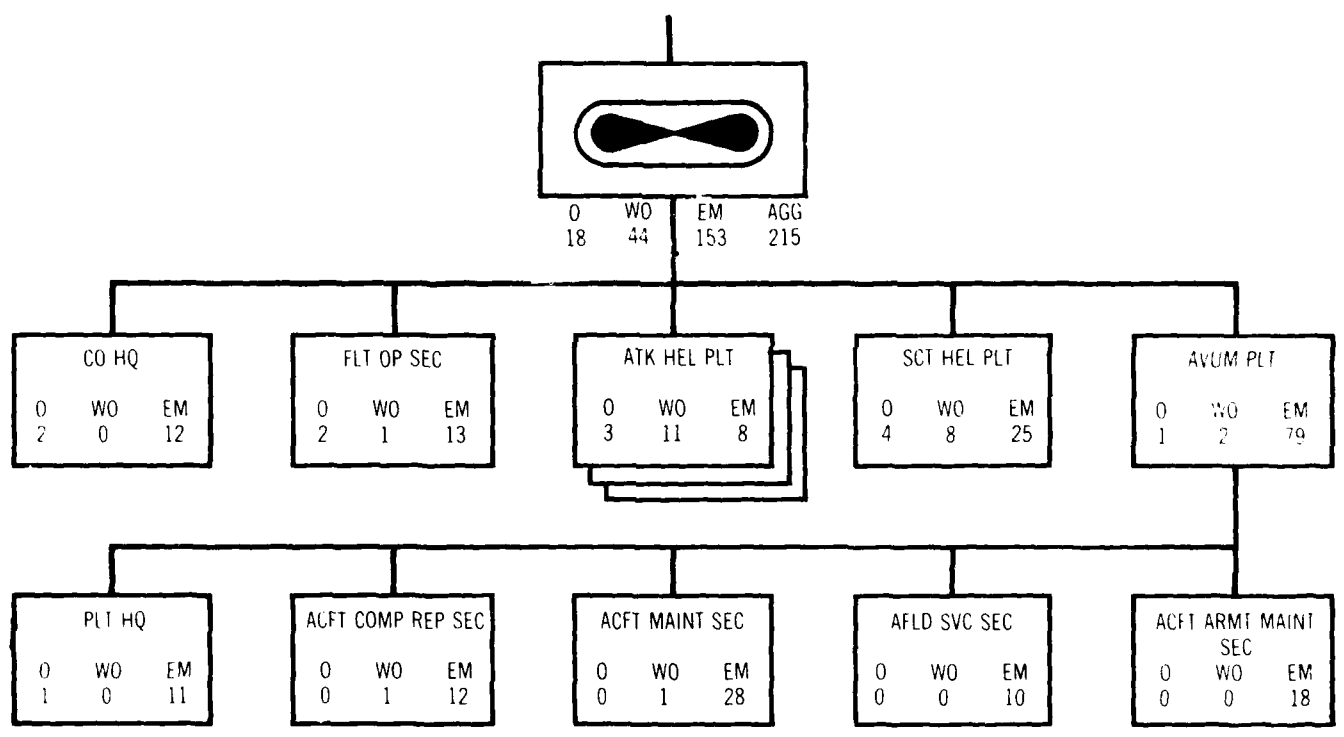 O WO EM AGG
18 44 153 215
CO HQ
O WO EM
2 0 12
FLT OP SEC
O WO EM
2 1 13
ATK HEL PLT
O WO EM
3 11 8
SCT HEL PLT
O WO EM
4 8 25
AVUM PLT
O WO EM
1 2 79
PLT HQ
O WO EM
1 0 11
ACFT COMP REP SEC
O WO EM
0 1 12
ACFT MAINT SEC
O WO EM
0 1 28
AFLD SVC SEC
O WO EM
0 0 10
ACFT ARMT MAINT
SEC
O WO EM
0 0 18